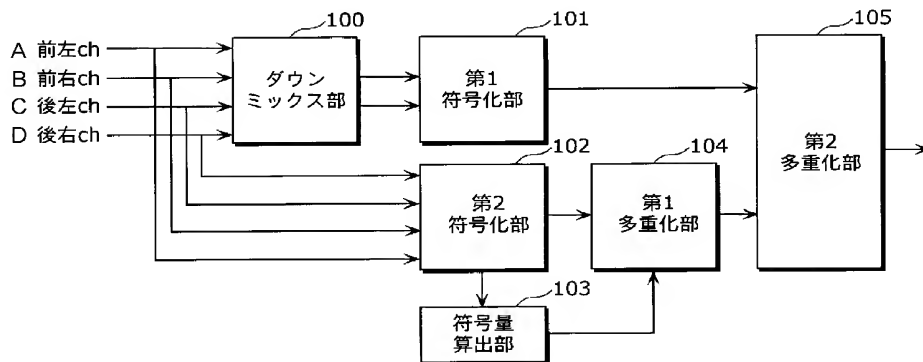 100
101
105
A 前左ch
B 前右ch
C 後左ch
D 後右ch
ダウン
ミックス部
第1
符号化部
第2
多重化部
102
104
第2
符号化部
第1
多重化部
103
符号量
算出部